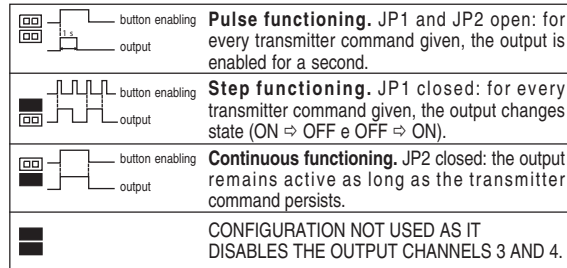 button enabling
1 s
output
Pulse functioning. JP1 and JP2 open: for
every transmitter command given, the output is
enabled for a second.
button enabling
output
Step functioning. JP1 closed: for every
transmitter command given, the output changes
state (ON ⇨ OFF e OFF ⇨ ON).
button enabling
output
Continuous functioning. JP2 closed: the output
remains active as long as the transmitter
command persists.
CONFIGURATION NOT USED AS IT
DISABLES THE OUTPUT CHANNELS 3 AND 4.